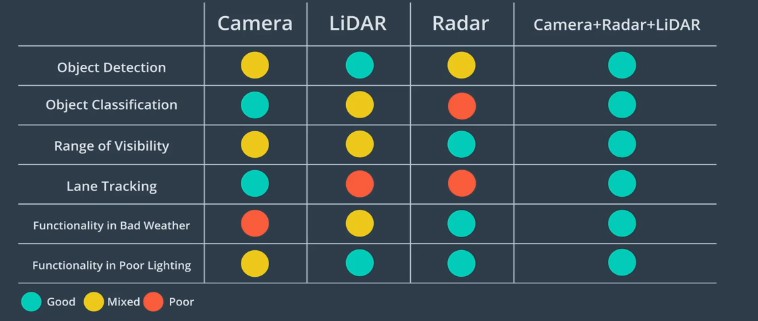 Camera LiDAR Radar Camera+Radar+LiDAR
Object Detection
Object Classification
Range of Visibility
Lane Tracking
Functionality in Bad Weather
Functionality in Poor Lighting
Good Mixed Poor